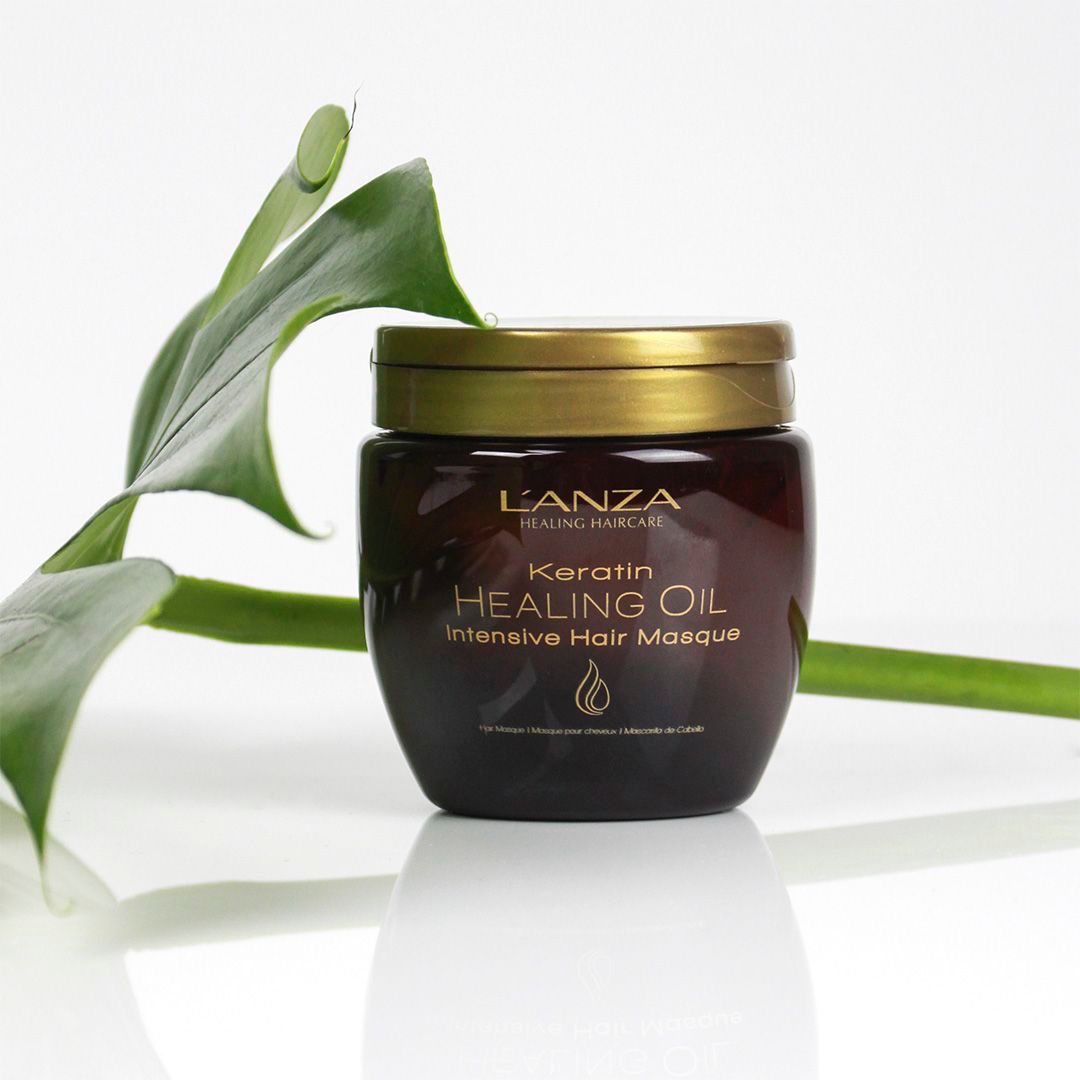 L'ANZA
HEALING HAIRCARE
Keratin
HEALING OIL
Intensive Hair Masque
Hair Masque | Masque pour cheveux | Mascarilla de Cabello